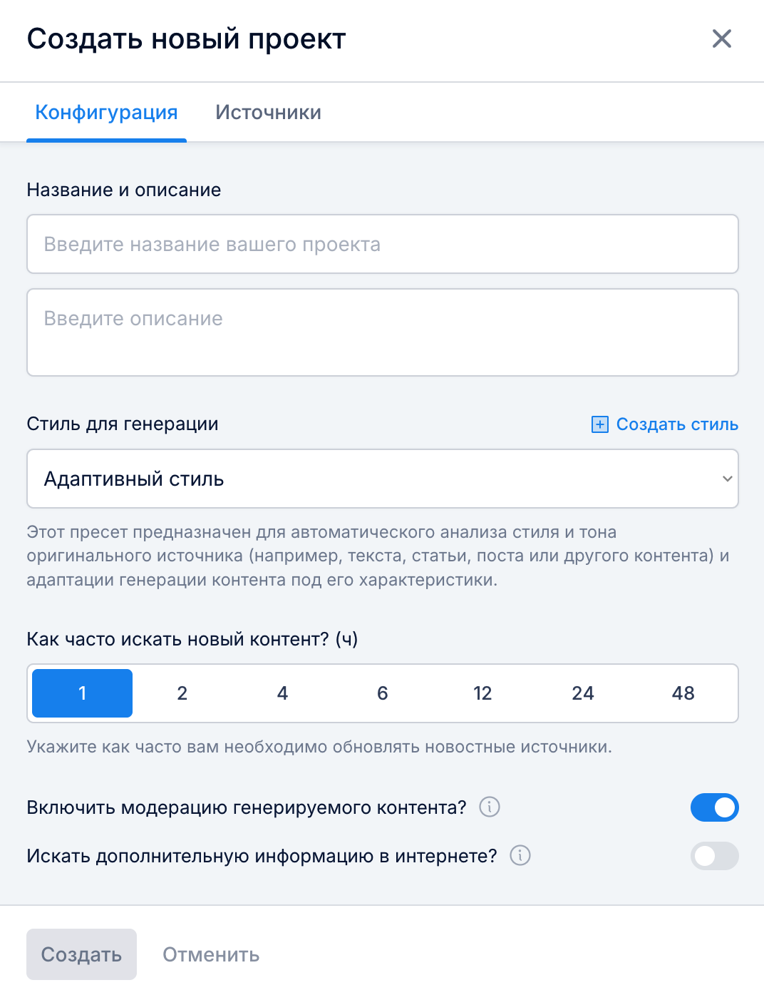 Создать новый проект
Конфигурация
Источники
Название и описание
Введите название вашего проекта
Введите описание
Стиль для генерации
Создать стиль
Адаптивный стиль
Этот пресет предназначен для автоматического анализа стиля и тона
оригинального источника (например, текста, статьи, поста или другого контента) и
адаптации генерации контента под его характеристики.
Как часто искать новый контент? (ч)
1 2 4 6 12 24 48
Укажите как часто вам необходимо обновлять новостные источники.
Включить модерацию генерируемого контента?
Искать дополнительную информацию в интернете?
Создать
Отменить